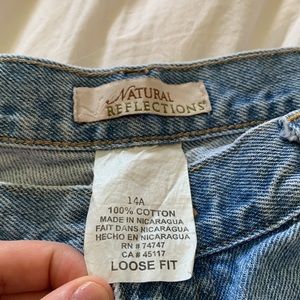 NATURAL
REFLECTIONS®
14A
100% COTTON
MADE IN NICARAGUA
FAIT DANS NICARAGUA
HECHO EN NICARAGUA
RN # 74747
CA # 45117
LOOSE FIT